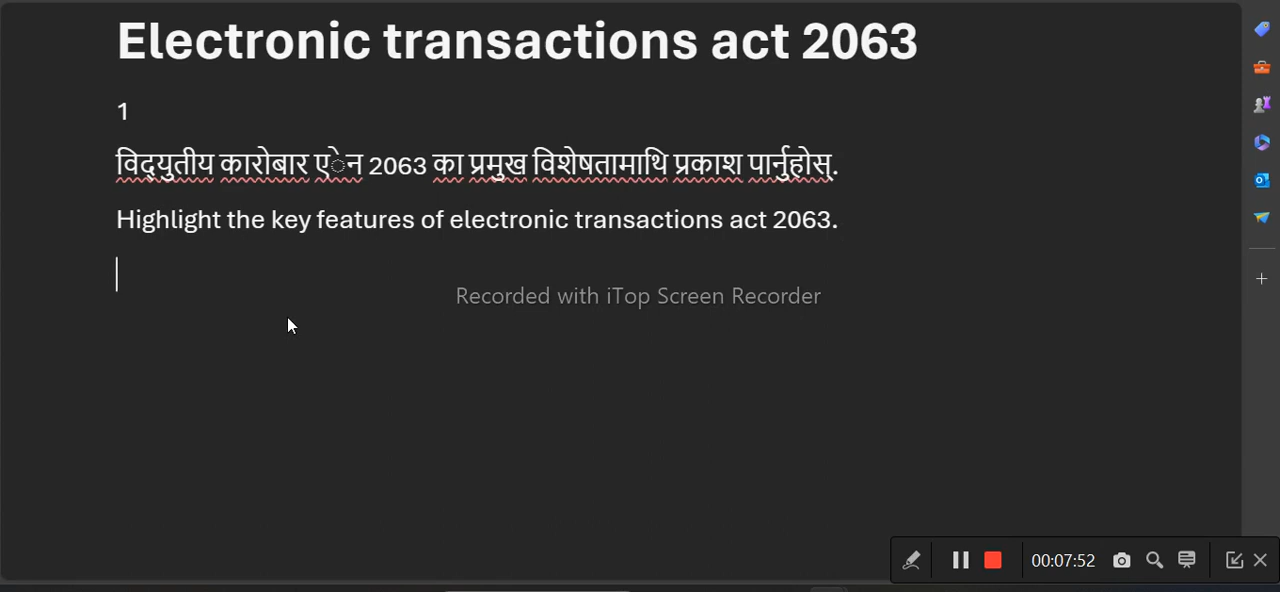 Electronic transactions act 2063
1
विद्युतीय कारोबार एेन 2063 का प्रमुख विशेषतामाथि प्रकाश पार्नुहोस्.
Highlight the key features of electronic transactions act 2063.
Recorded with iTop Screen Recorder
00:07:52